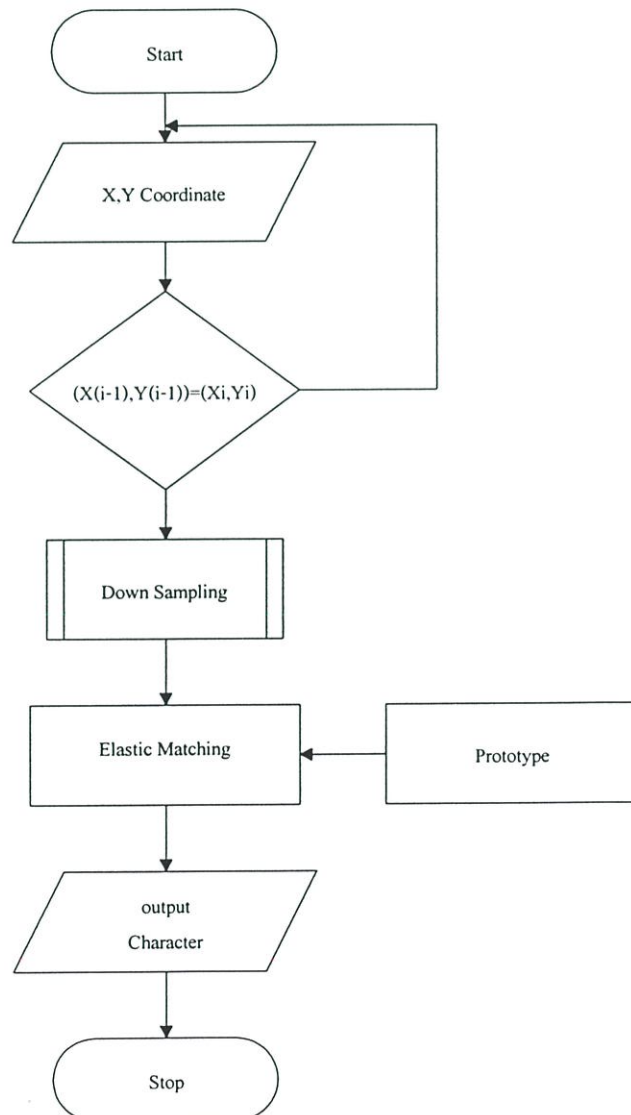 Start
X,Y Coordinate
(X(i-1),Y(i-1))=(Xi,Yi)
Down Sampling
Elastic Matching
Prototype
output
Character
Stop